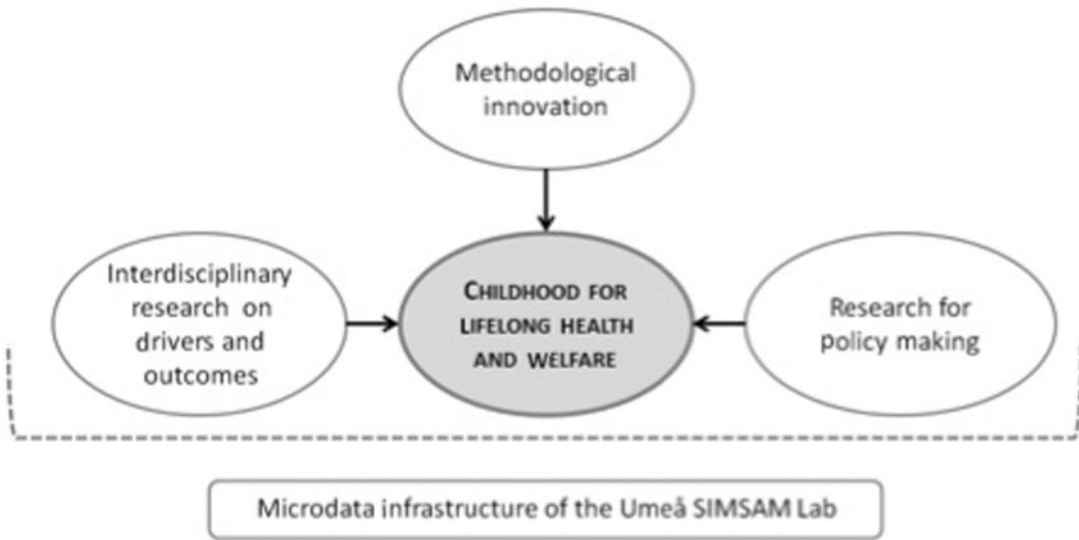 Methodological
innovation
Interdisciplinary
research on
drivers and
outcomes
CHILDHOOD FOR
LIFELONG HEALTH
AND WELFARE
Research for
policy making
Microdata infrastructure of the Umeå SIMSAM Lab